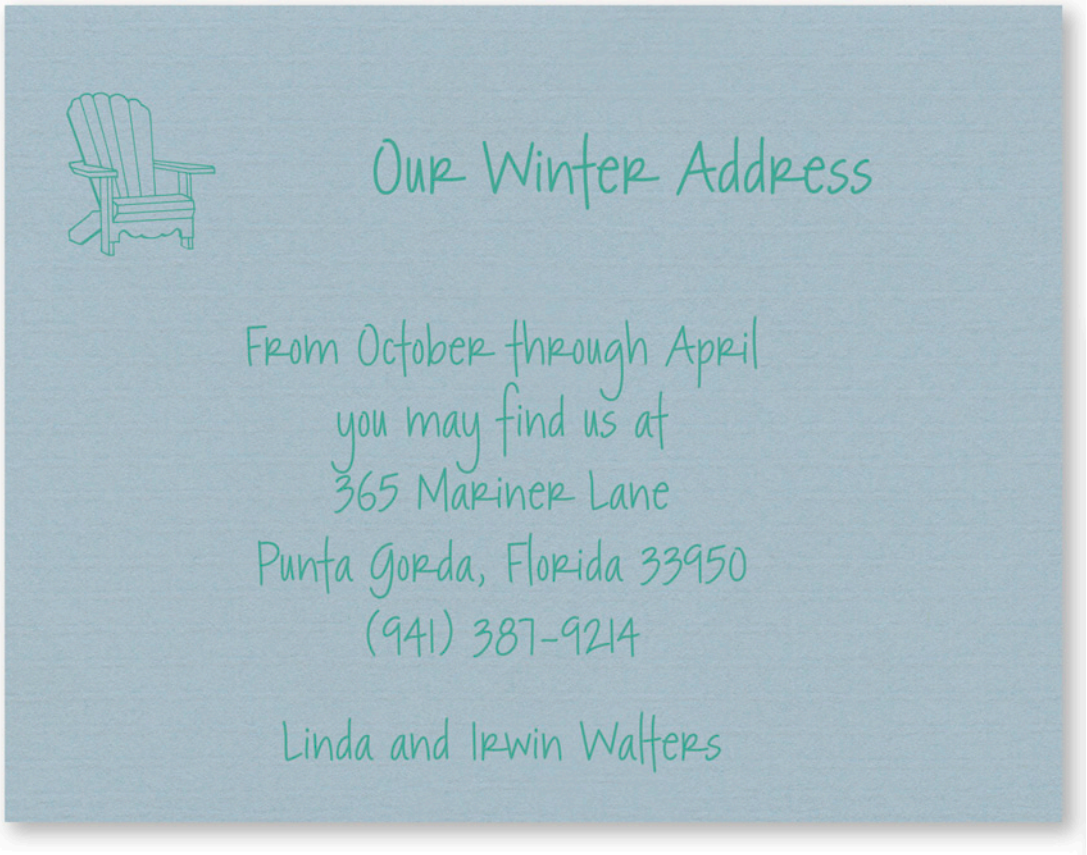 Our Winter Address
From October through April
you may find us at
365 Mariner Lane
Punta Gorda, Florida 33950
(941) 387-9214
Linda and Irwin Walters